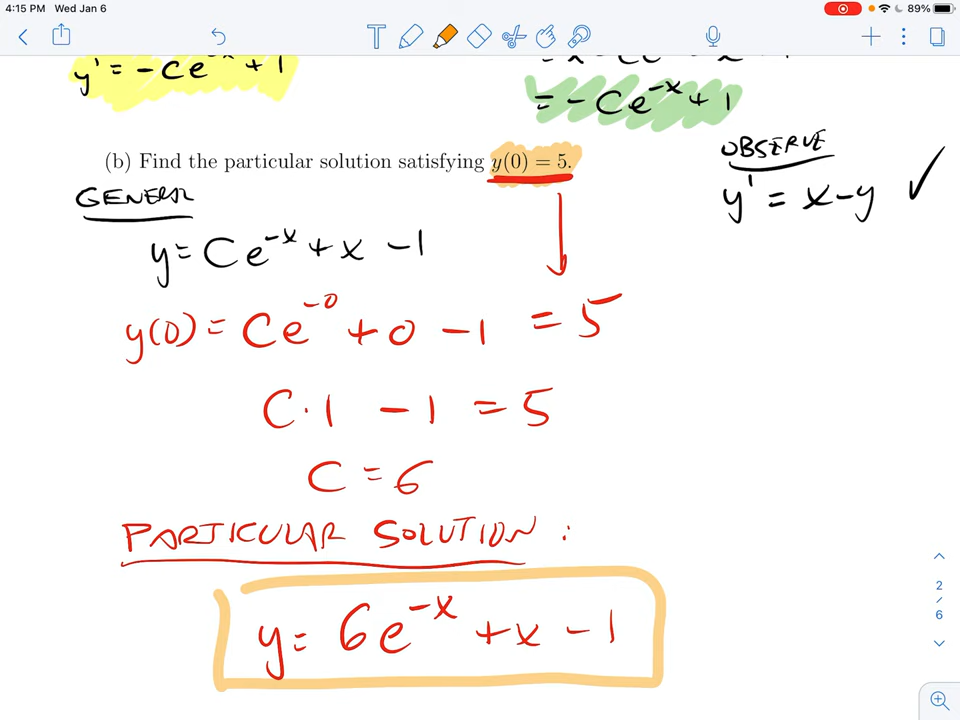 4:15 PM Wed Jan 6
89%
y' = -Ce^-x + 1
= -Ce^-x + 1
(b) Find the particular solution satisfying y(0) = 5.
OBSERVE
y' = x-y ✓
GENERAL
y = Ce^-x + x - 1
y(0) = Ce^-0 + 0 - 1 = 5
C·1 - 1 = 5
C = 6
PARTICULAR SOLUTION:
y = 6e^-x + x - 1
2
/
6